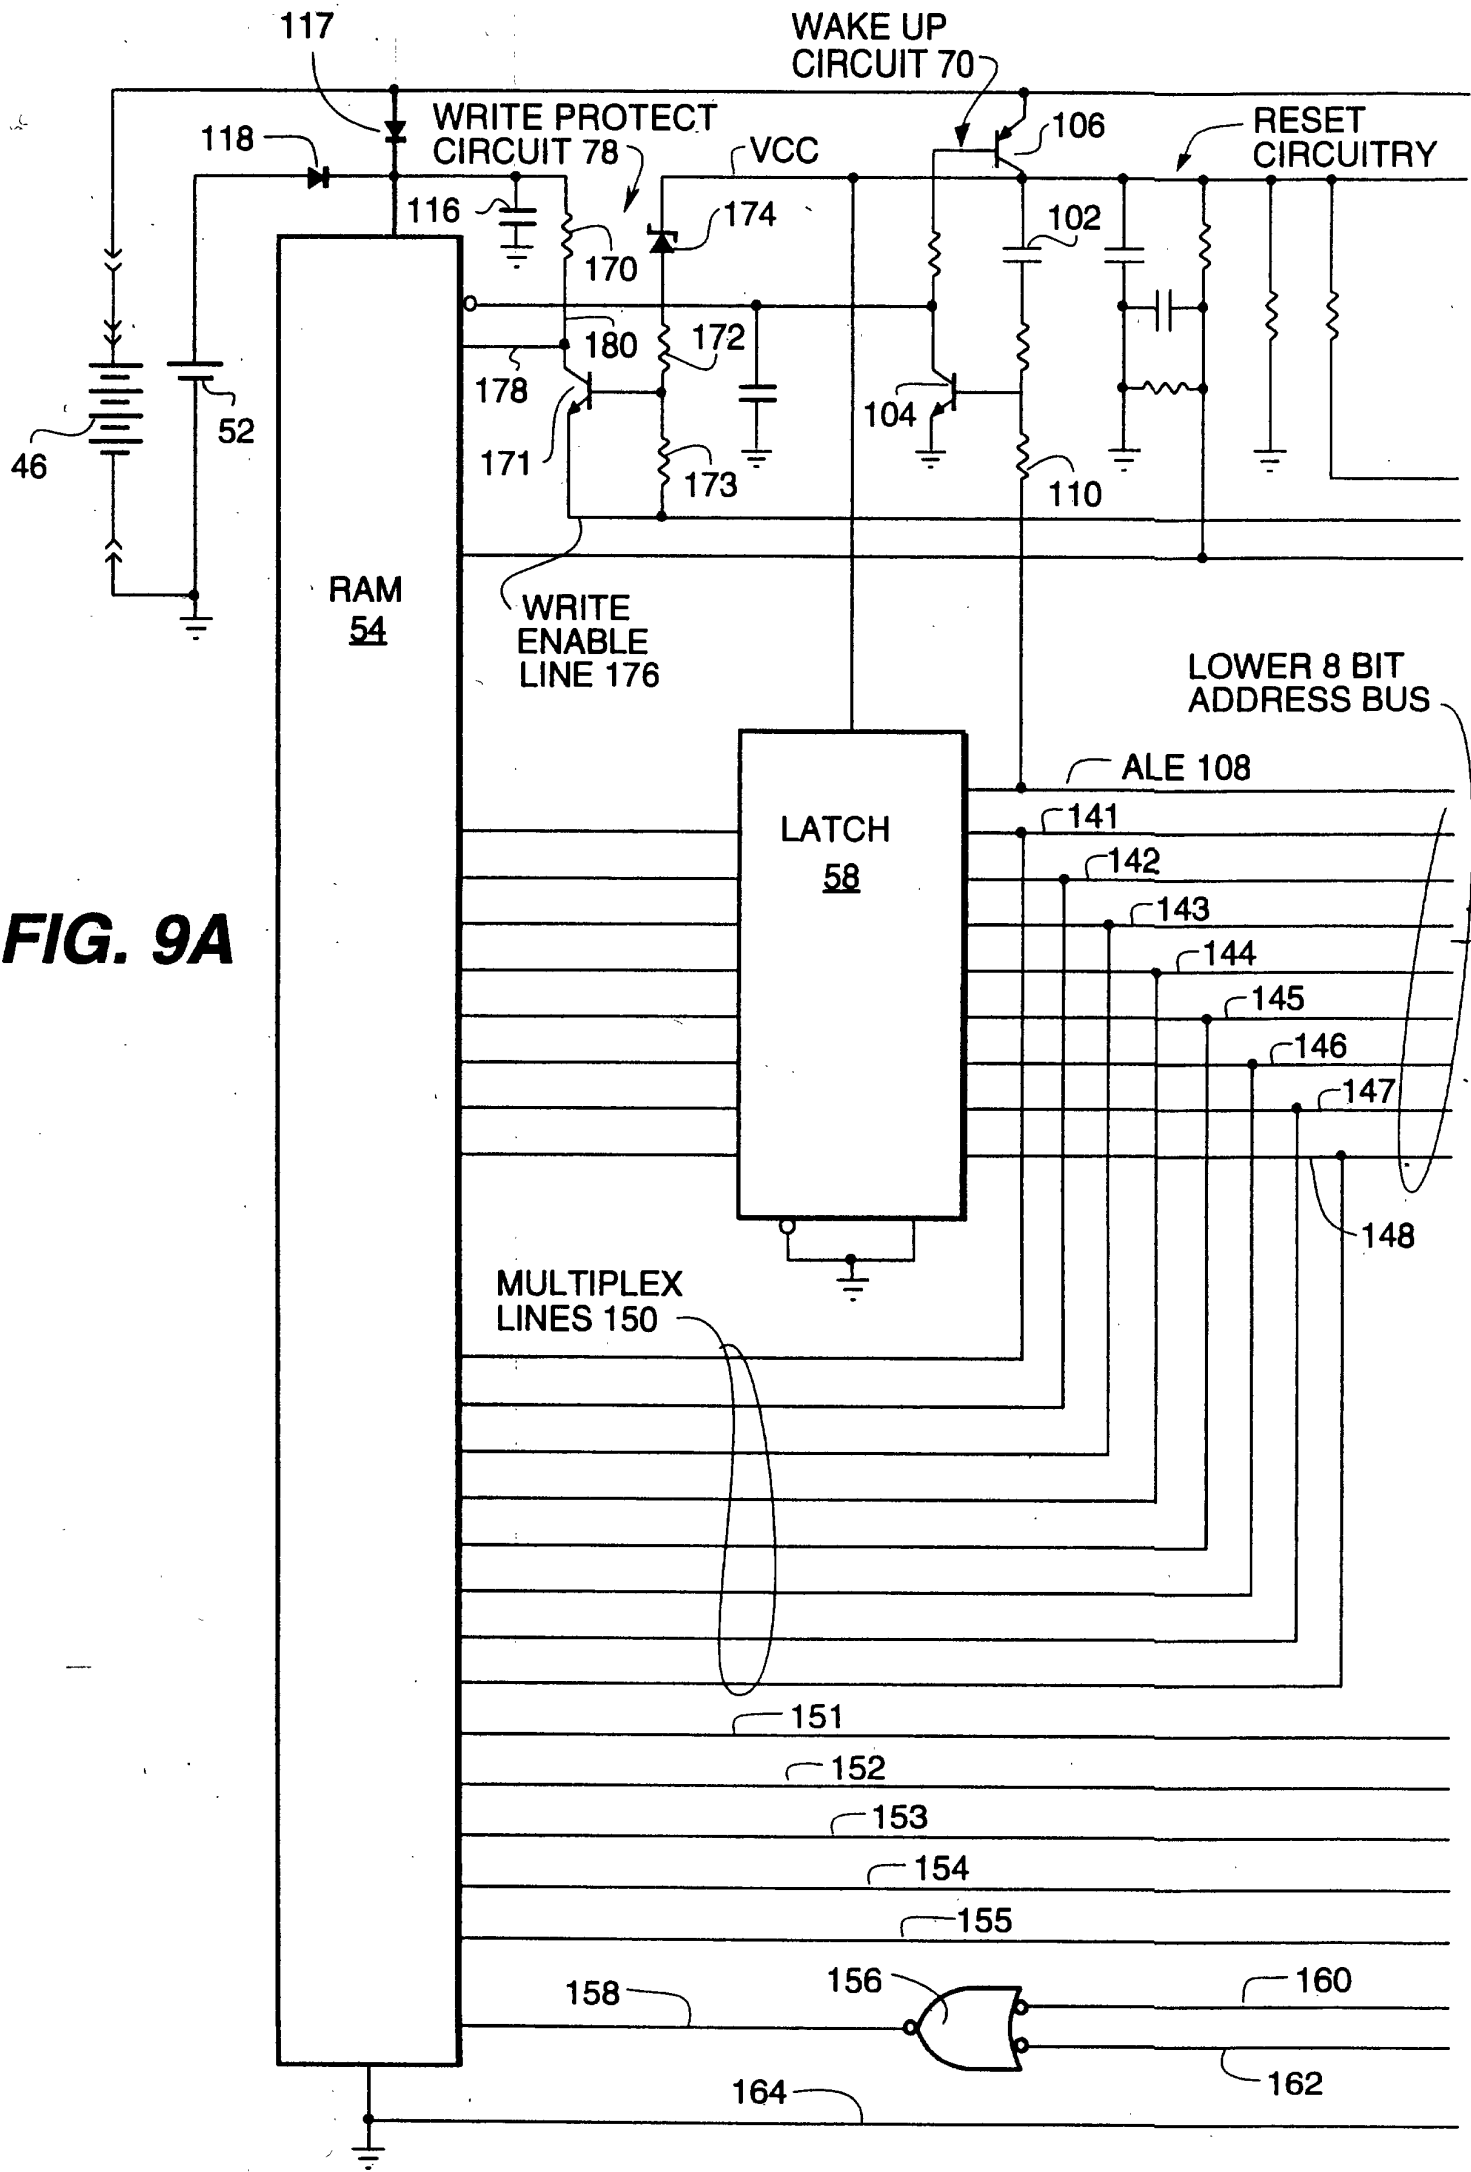 117
WAKE UP
CIRCUIT 70
118
WRITE PROTECT
CIRCUIT 78
VCC
106
RESET
CIRCUITRY
116
170
174
102
180
172
178
104
46
52
171
173
110
RAM
54
WRITE
ENABLE
LINE 176
LOWER 8 BIT
ADDRESS BUS
ALE 108
LATCH
58
141
142
143
FIG. 9A
144
145
146
147
148
MULTIPLEX
LINES 150
151
152
153
154
155
156
158
160
162
164